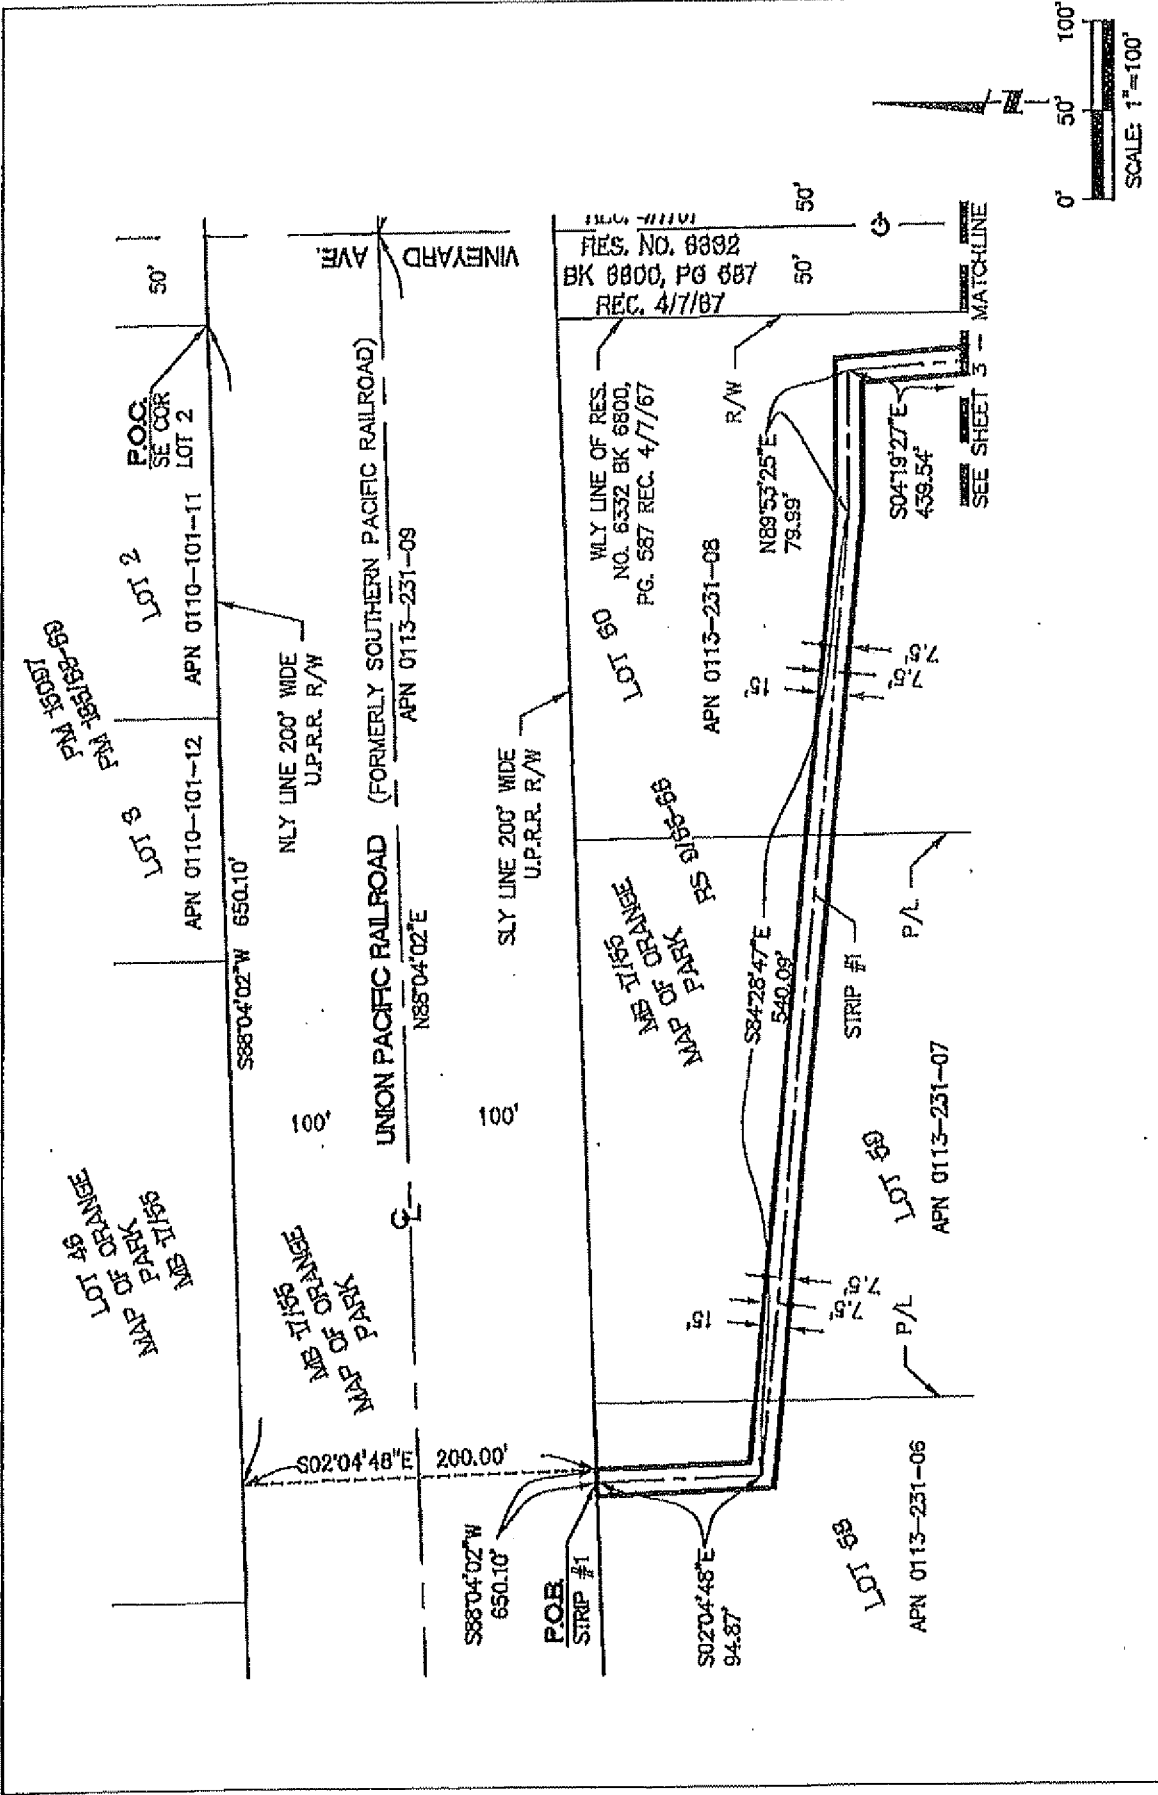 LOT 46
MAP OF ORANGE
PARK
MB 17/55
S88°04'02"W 650.10'
LOT 3
APN 0110-101-12
PM 15097
PM 185/68-69
LOT 2
APN 0110-101-11
P.O.C.
SE COR
LOT 2
50'
NLY LINE 200' WIDE
U.P.R.R. R/W
MB 17/55
MAP OF ORANGE
PARK
100'
UNION PACIFIC RAILROAD (FORMERLY SOUTHERN PACIFIC RAILROAD)
N88°04'02"E
APN 0113-231-09
VINEYARD
AVE.
S02°04'48"E 200.00'
100'
SLY LINE 200' WIDE
U.P.R.R. R/W
S88°04'02"W
650.10'
P.O.B.
STRIP #1
RES. NO. 6332
BK 6800, PG 587
REC. 4/7/67
WLY LINE OF RES.
NO. 6332 BK 6800,
PG. 587 REC. 4/7/67
LOT 60
APN 0113-231-08
MB 17/55
MAP OF ORANGE
PARK
RS 9/65-66
R/W
50'
50'
S02°04'48"E
94.87'
15'
7.5'
7.5'
S84°28'47"E
540.09'
STRIP #1
15'
7.5'
7.5'
N89°53'25"E
79.99'
S04°19'27"E
439.54'
LOT 58
APN 0113-231-06
P/L
LOT 59
APN 0113-231-07
P/L
SEE SHEET 3 - MATCHLINE
N
0' 50' 100'
SCALE: 1"=100'